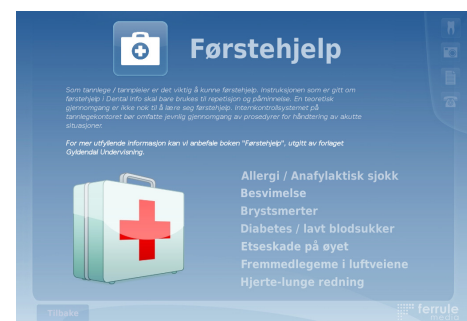 Førstehjelp
Som tannlege / tannpleier er det viktig å kunne førstehjelp. Instruksjonen som er gitt om
førstehjelp i Dental Info skal bare brukes til repetisjon og påminnelse. En teoretisk
gjennomgang er ikke nok til å lære seg førstehjelp. Internkontrollsystemet på
tannlegekontoret bør omfatte jevnlig gjennomgang av prosedyrer for håndtering av akutte
situasjoner.
For mer utfyllende informasjon kan vi anbefale boken "Førstehjelp", utgitt av forlaget
Gyldendal Undervisning.
Allergi / Anafylaktisk sjokk
Besvimelse
Brystsmerter
Diabetes / lavt blodsukker
Etseskade på øyet
Fremmedlegeme i luftveiene
Hjerte-lunge redning
Tilbake
ferrule
media